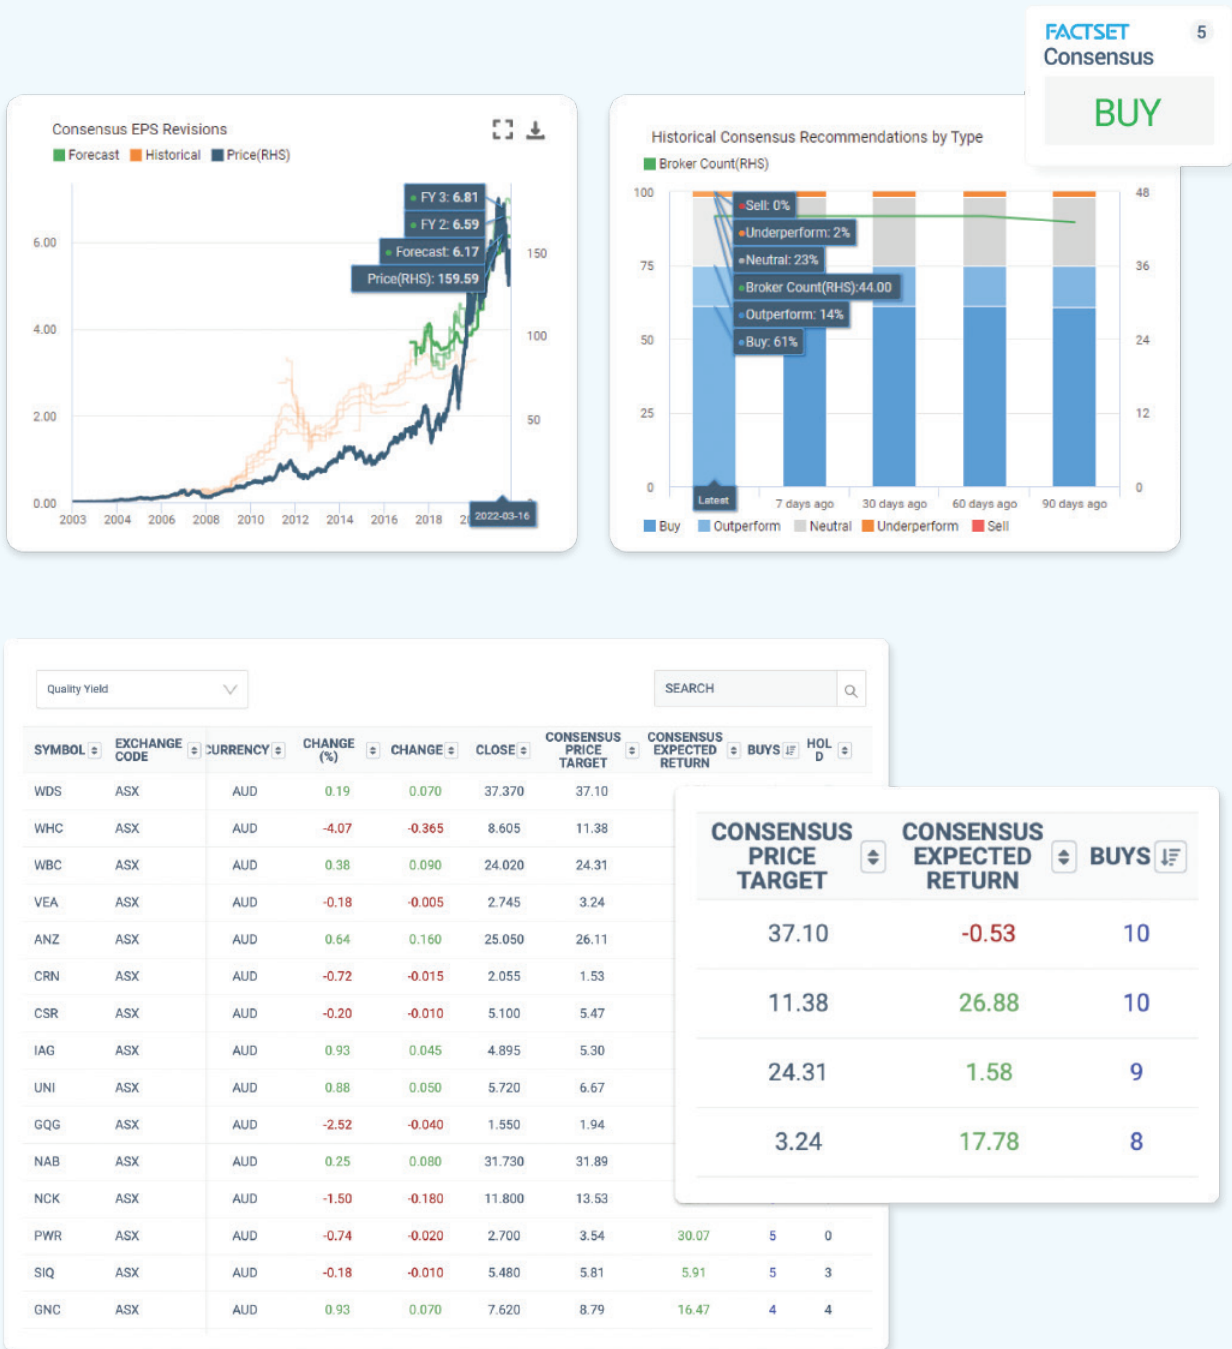 FACTSET 5
Consensus
BUY
Consensus EPS Revisions
Forecast Historical Price(RHS)
FY 3: 6.81
FY 2: 6.59
Forecast: 6.17
Price(RHS): 159.59
6.00
4.00
2.00
0.00
150
100
50
2003 2004 2006 2008 2010 2012 2014 2016 2018
2022-03-16
Historical Consensus Recommendations by Type
Broker Count(RHS)
100
75
50
25
0
48
36
24
12
0
Sell: 0%
Underperform: 2%
Neutral: 23%
Broker Count(RHS):44.00
Outperform: 14%
Buy: 61%
Latest 7 days ago 30 days ago 60 days ago 90 days ago
Buy Outperform Neutral Underperform Sell
Quality Yield SEARCH
SYMBOL EXCHANGE CODE CURRENCY CHANGE (%) CHANGE CLOSE CONSENSUS PRICE TARGET CONSENSUS EXPECTED RETURN BUYS HOLD
WDS ASX AUD 0.19 0.070 37.370 37.10
WHC ASX AUD -4.07 -0.365 8.605 11.38
WBC ASX AUD 0.38 0.090 24.020 24.31
VEA ASX AUD -0.18 -0.005 2.745 3.24
ANZ ASX AUD 0.64 0.160 25.050 26.11
CRN ASX AUD -0.72 -0.015 2.055 1.53
CSR ASX AUD -0.20 -0.010 5.100 5.47
IAG ASX AUD 0.93 0.045 4.895 5.30
UNI ASX AUD 0.88 0.050 5.720 6.67
GQG ASX AUD -2.52 -0.040 1.550 1.94
NAB ASX AUD 0.25 0.080 31.730 31.89
NCK ASX AUD -1.50 -0.180 11.800 13.53
PWR ASX AUD -0.74 -0.020 2.700 3.54 30.07 5 0
SIQ ASX AUD -0.18 -0.010 5.480 5.81 5.91 5 3
GNC ASX AUD 0.93 0.070 7.620 8.79 16.47 4 4
CONSENSUS PRICE TARGET CONSENSUS EXPECTED RETURN BUYS
37.10 -0.53 10
11.38 26.88 10
24.31 1.58 9
3.24 17.78 8